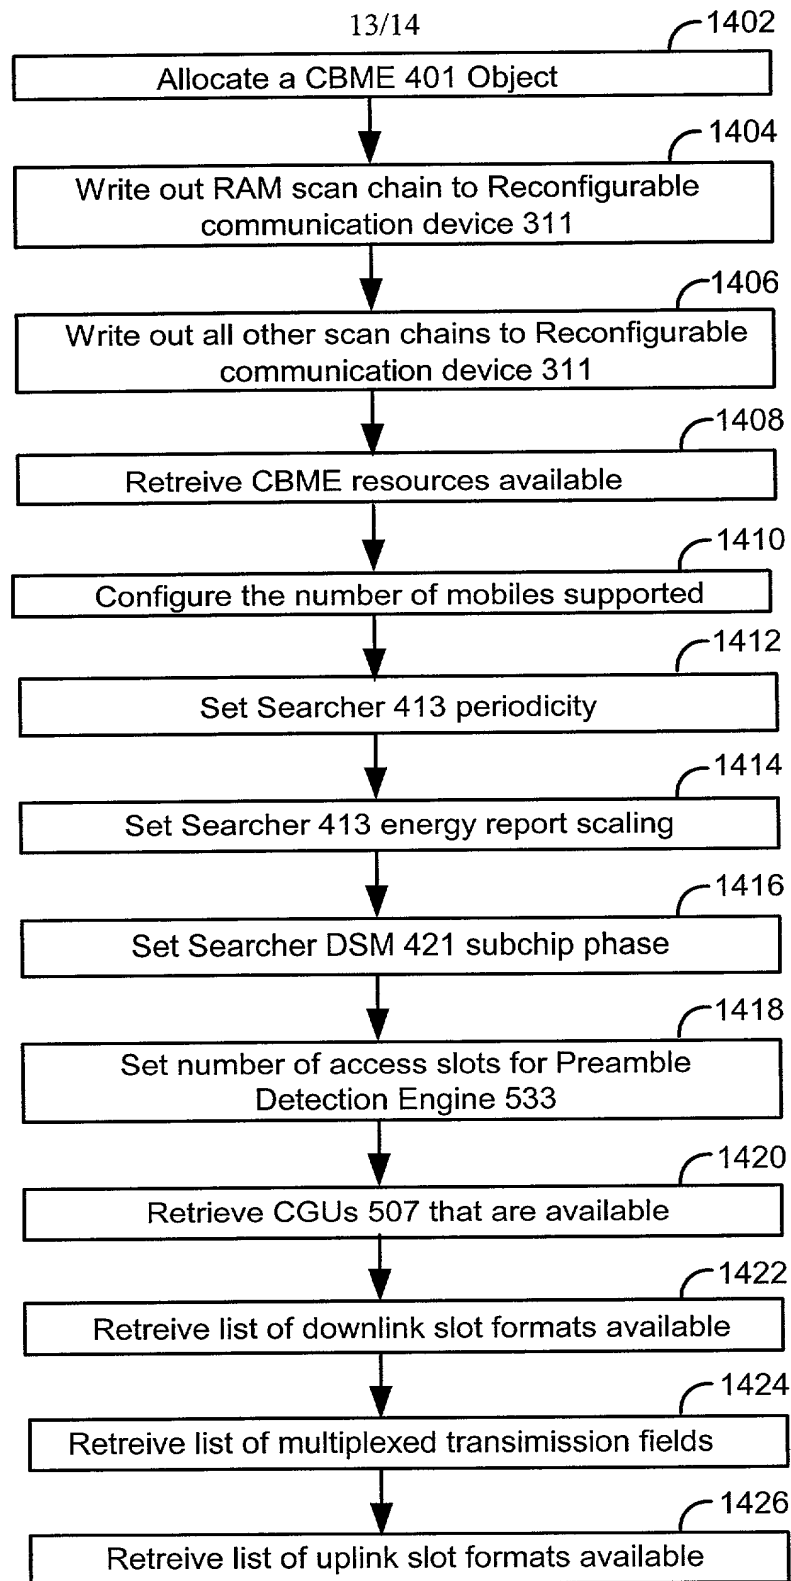 13/14
1402
Allocate a CBME 401 Object
1404
Write out RAM scan chain to Reconfigurable
communication device 311
1406
Write out all other scan chains to Reconfigurable
communication device 311
1408
Retreive CBME resources available
1410
Configure the number of mobiles supported
1412
Set Searcher 413 periodicity
1414
Set Searcher 413 energy report scaling
1416
Set Searcher DSM 421 subchip phase
1418
Set number of access slots for Preamble
Detection Engine 533
1420
Retrieve CGUs 507 that are available
1422
Retreive list of downlink slot formats available
1424
Retreive list of multiplexed transimission fields
1426
Retreive list of uplink slot formats available